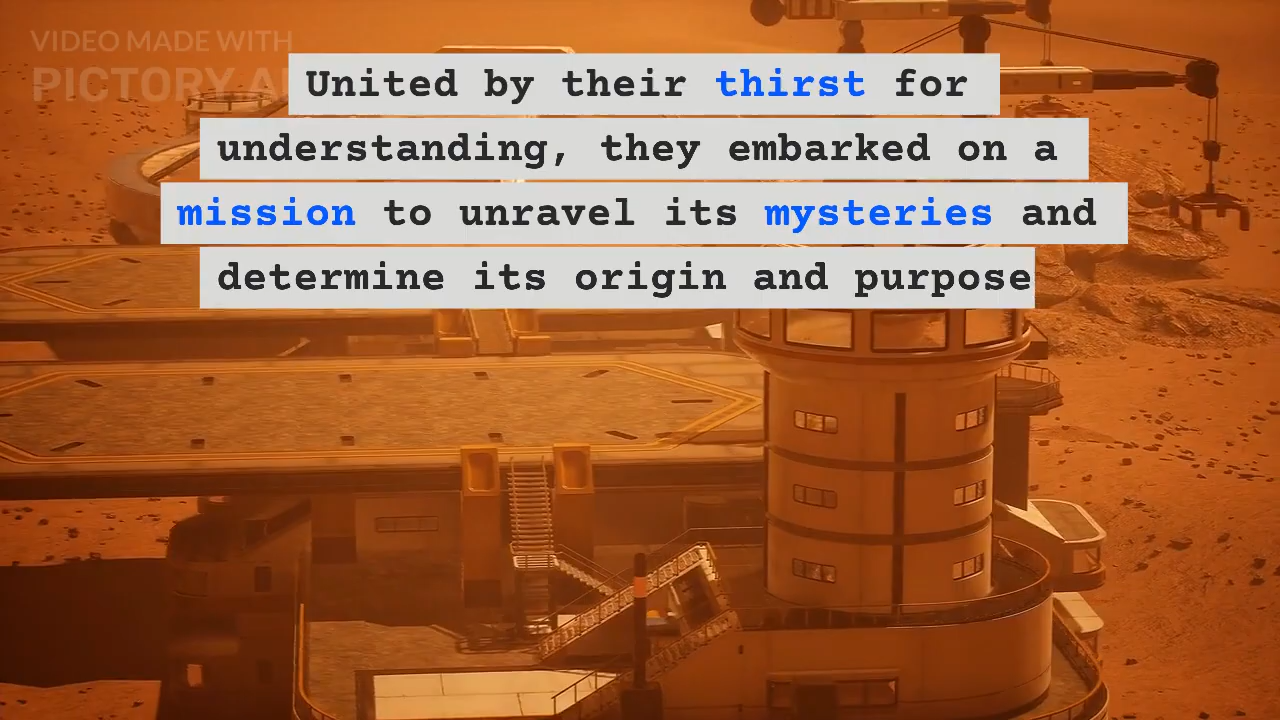 VIDEO MADE WITH
PICTORY.A
United by their thirst for
understanding, they embarked on a
mission to unravel its mysteries and
determine its origin and purpose